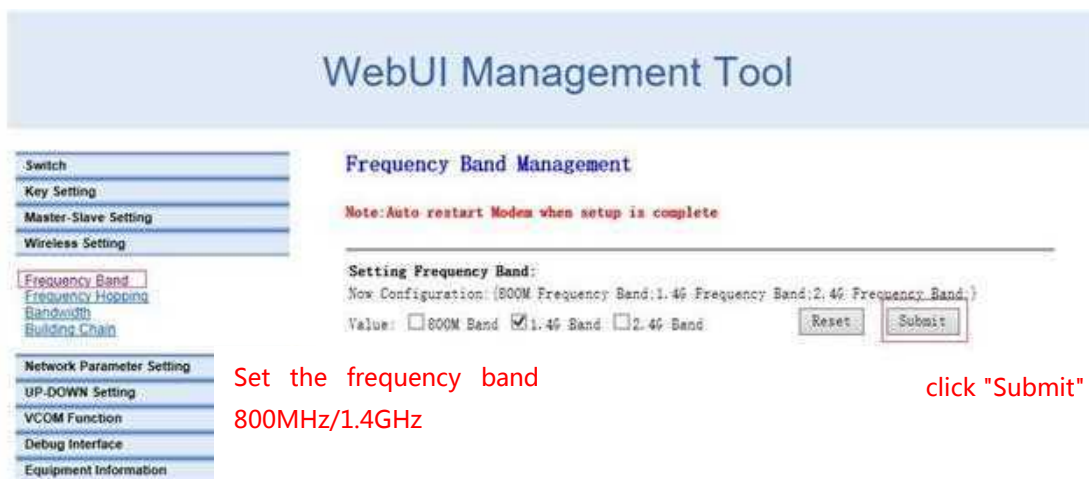 WebUI Management Tool
Switch
Key Setting
Master-Slave Setting
Wireless Setting
Frequency Band
Frequency Hopping
Bandwidth
Building Chain
Network Parameter Setting
UP-DOWN Setting
VCOM Function
Debug Interface
Equipment Information
Frequency Band Management
Note:Auto restart Modem when setup is complete
Setting Frequency Band:
Now Configuration:(800M Frequency Band;1.4G Frequency Band;2.4G Frequency Band;)
Value: 800M Band 1.4G Band 2.4G Band Reset Submit
Set the frequency band
800MHz/1.4GHz
click "Submit"